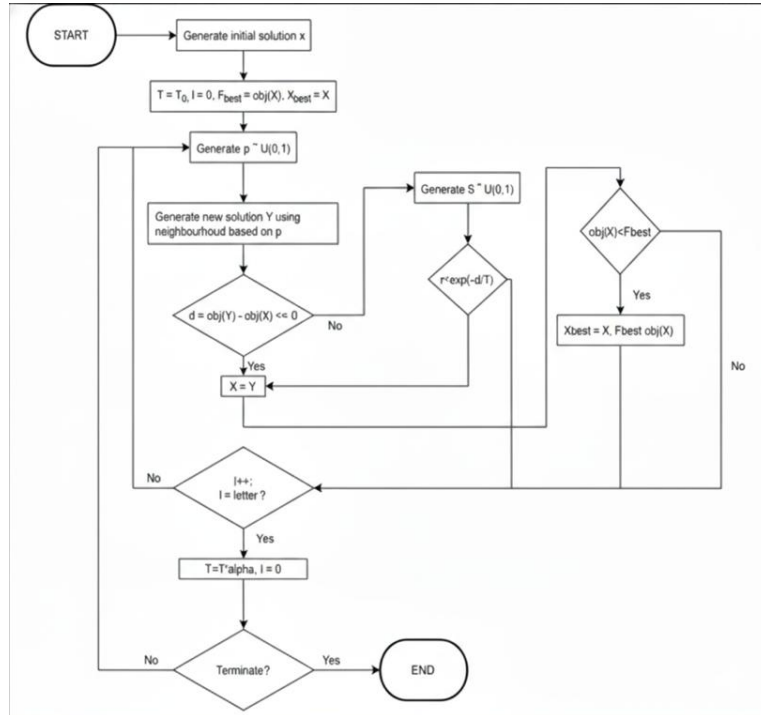 START
Generate initial solution x
T = T0, I = 0, Fbest = obj(X), Xbest = X
Generate p ~ U(0,1)
Generate new solution Y using
neighbourhoud based on p
d = obj(Y) - obj(X) <= 0
No
Yes
X = Y
Generate S ~ U(0,1)
r<exp(-d/T)
obj(X)<Fbest
Yes
Xbest = X, Fbest obj(X)
No
I++;
I = letter ?
No
Yes
T=T*alpha, I = 0
Terminate?
No
Yes
END